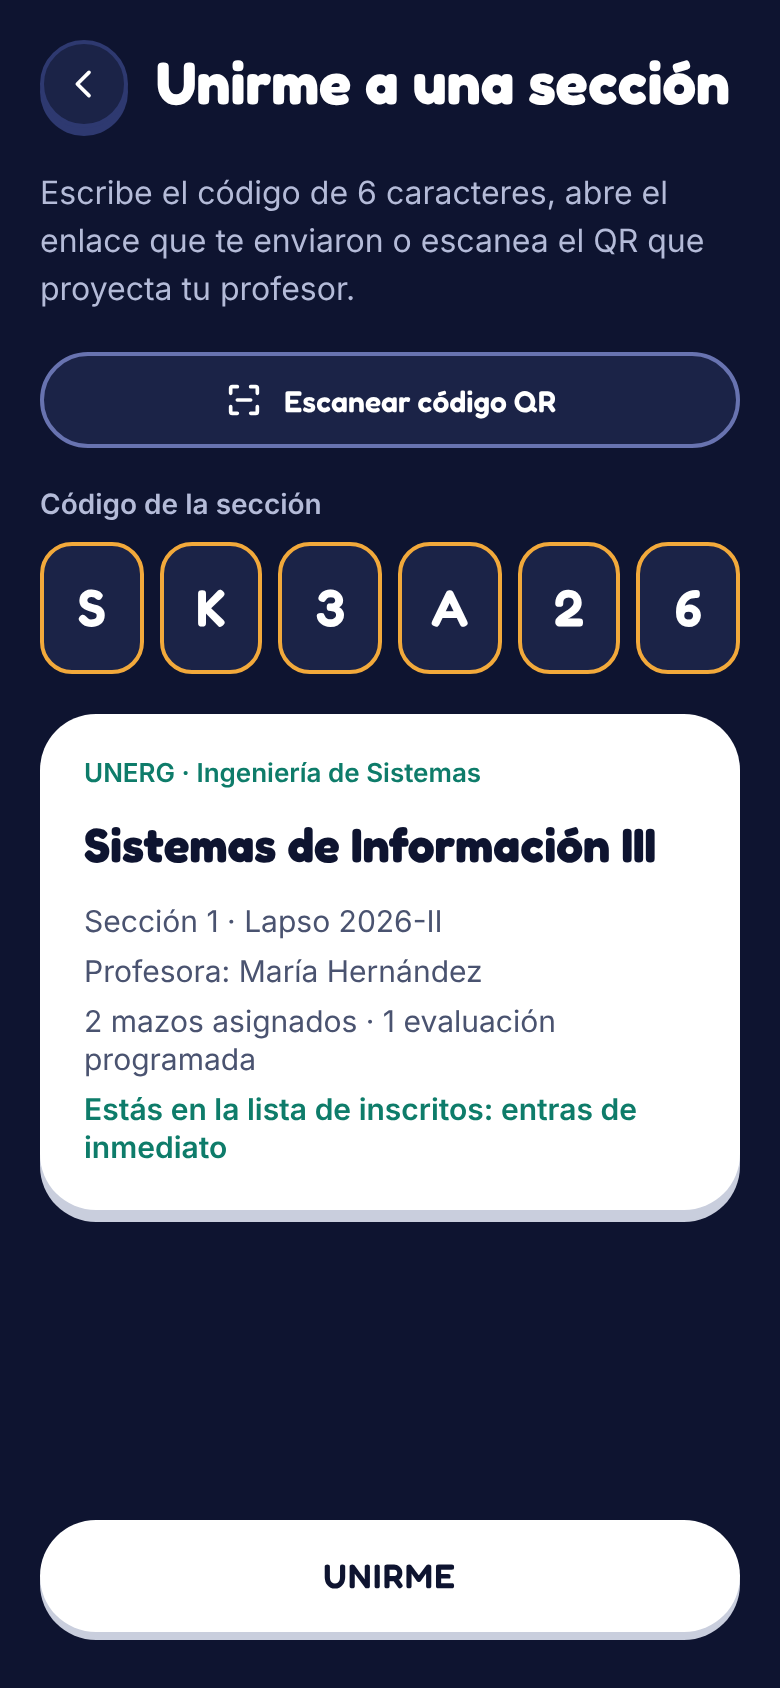 Unirme a una sección
Escribe el código de 6 caracteres, abre el
enlace que te enviaron o escanea el QR que
proyecta tu profesor.
Escanear código QR
Código de la sección
S K 3 A 2 6
UNERG · Ingeniería de Sistemas
Sistemas de Información III
Sección 1 · Lapso 2026-II
Profesora: María Hernández
2 mazos asignados · 1 evaluación
programada
Estás en la lista de inscritos: entras de
inmediato
UNIRME